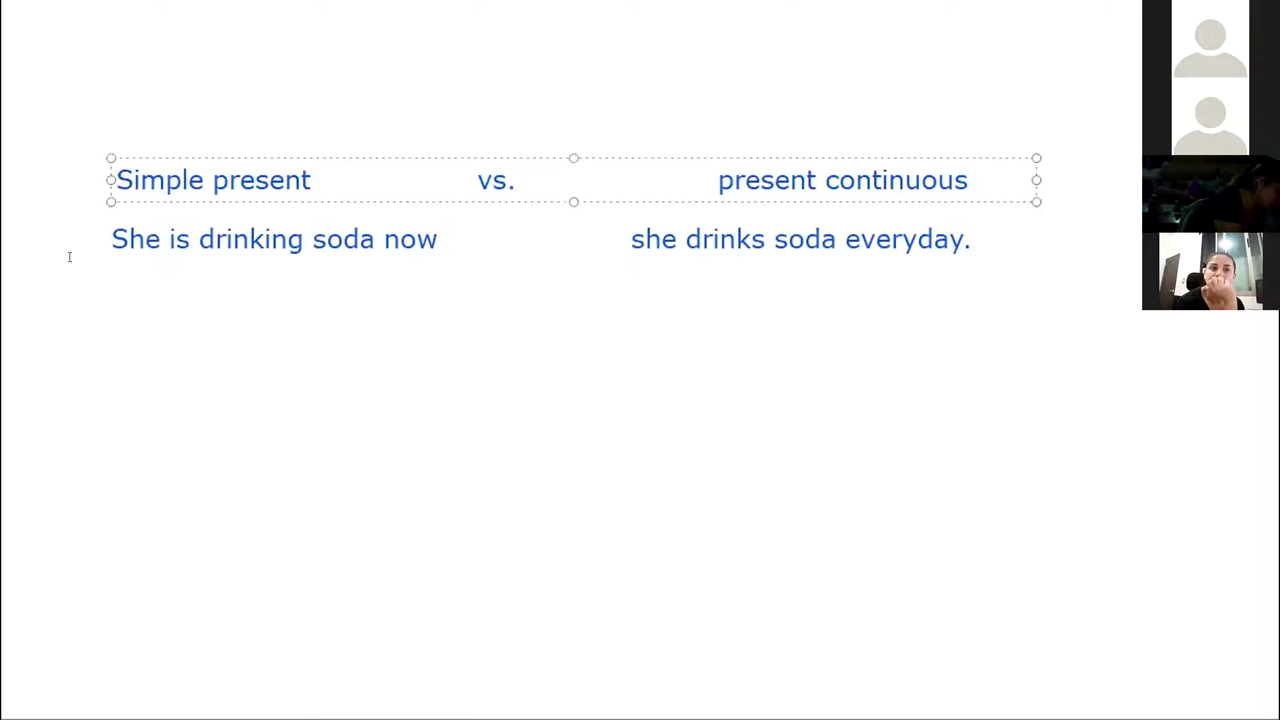 Simple present vs. present continuous
She is drinking soda now she drinks soda everyday.